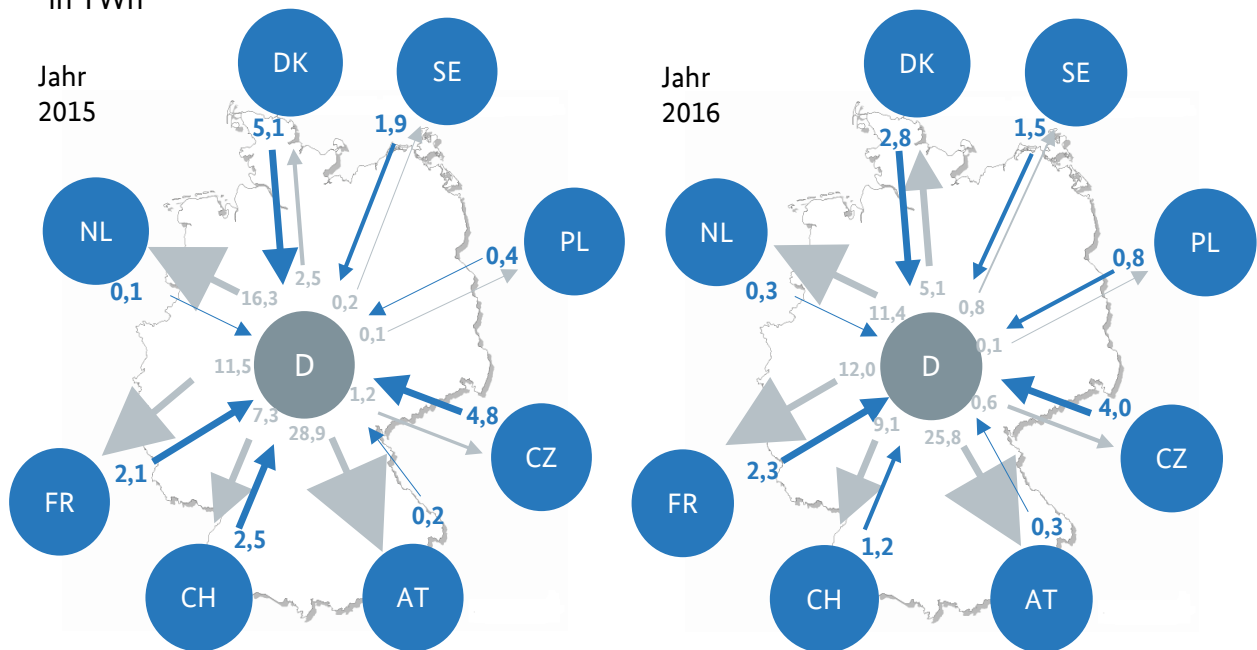 in TWh
Jahr
2015
DK
SE
5,1
1,9
NL
PL
0,4
0,1
16,3
2,5
0,2
0,1
11,5
D
1,2
7,3
28,9
4,8
2,1
CZ
FR
2,5
0,2
CH
AT
Jahr
2016
DK
SE
2,8
1,5
NL
PL
0,8
0,3
11,4
5,1
0,8
0,1
12,0
D
0,6
9,1
25,8
4,0
2,3
CZ
FR
1,2
0,3
CH
AT